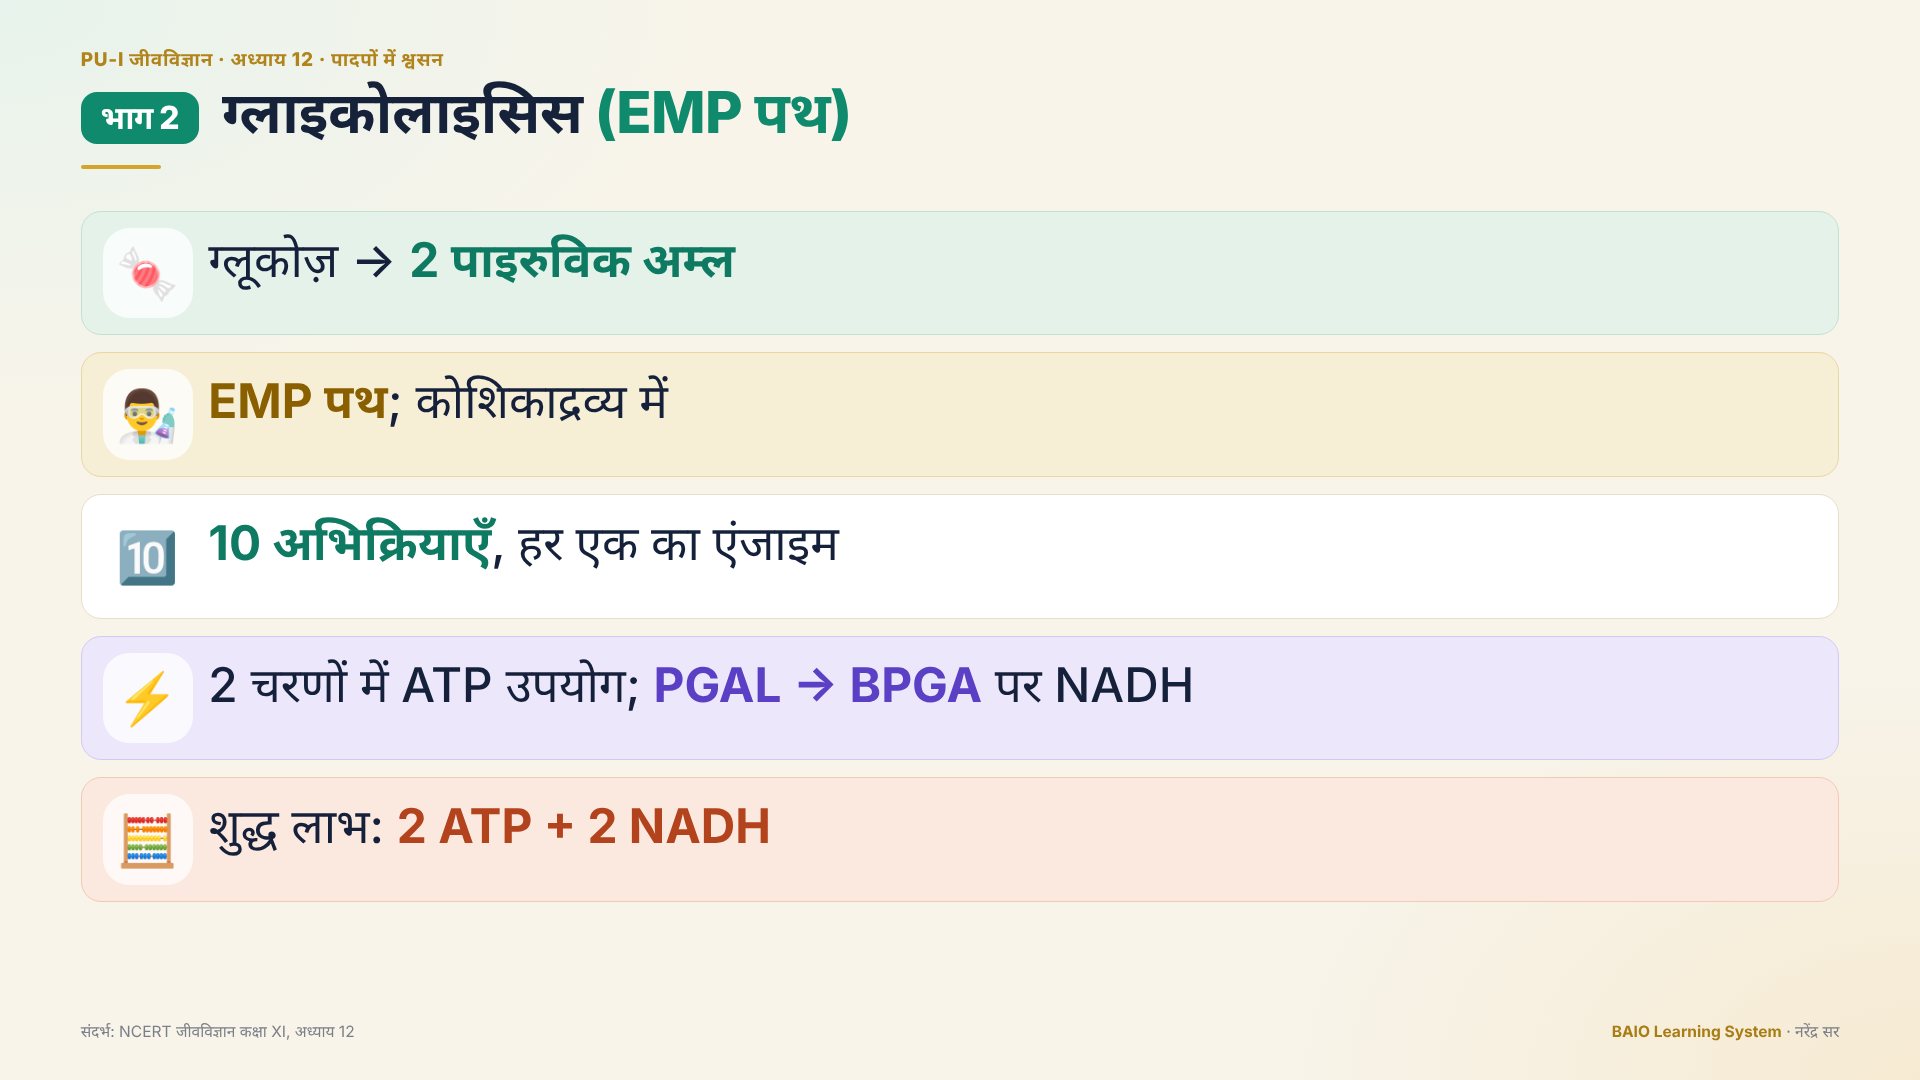 PU-I जीवविज्ञान · अध्याय 12 · पादपों में श्वसन
भाग 2 ग्लाइकोलाइसिस (EMP पथ)
ग्लूकोज़ → 2 पाइरुविक अम्ल
EMP पथ; कोशिकाद्रव्य में
10 10 अभिक्रियाएँ, हर एक का एंजाइम
2 चरणों में ATP उपयोग; PGAL → BPGA पर NADH
शुद्ध लाभ: 2 ATP + 2 NADH
संदर्भ: NCERT जीवविज्ञान कक्षा XI, अध्याय 12
BAIO Learning System · नरेंद्र सर